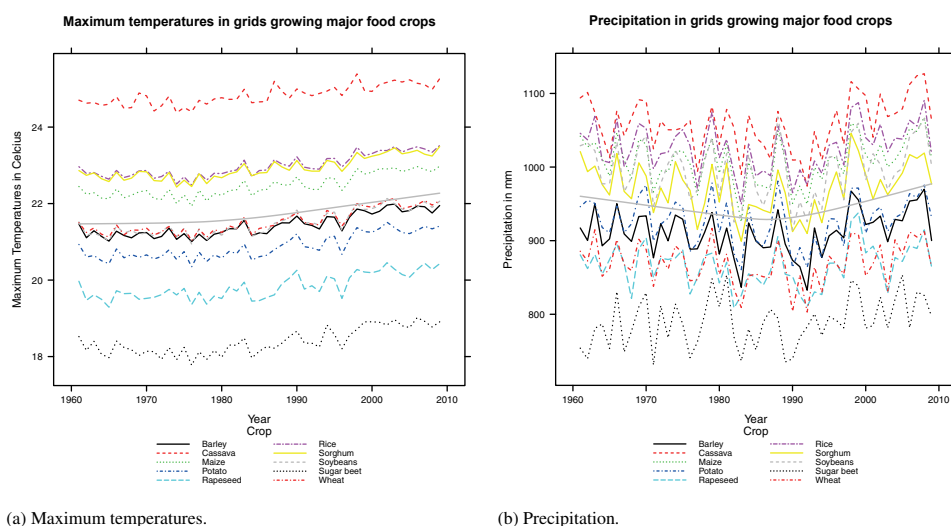 Maximum temperatures in grids growing major food crops
Maximum Temperatures in Celcius
24
22
20
18
1960 1970 1980 1990 2000 2010
Year
Crop
Barley Rice
Cassava Sorghum
Maize Soybeans
Potato Sugar beet
Rapeseed Wheat
(a) Maximum temperatures.
Precipitation in grids growing major food crops
Precipitation in mm
1100
1000
900
800
1960 1970 1980 1990 2000 2010
Year
Crop
Barley Rice
Cassava Sorghum
Maize Soybeans
Potato Sugar beet
Rapeseed Wheat
(b) Precipitation.